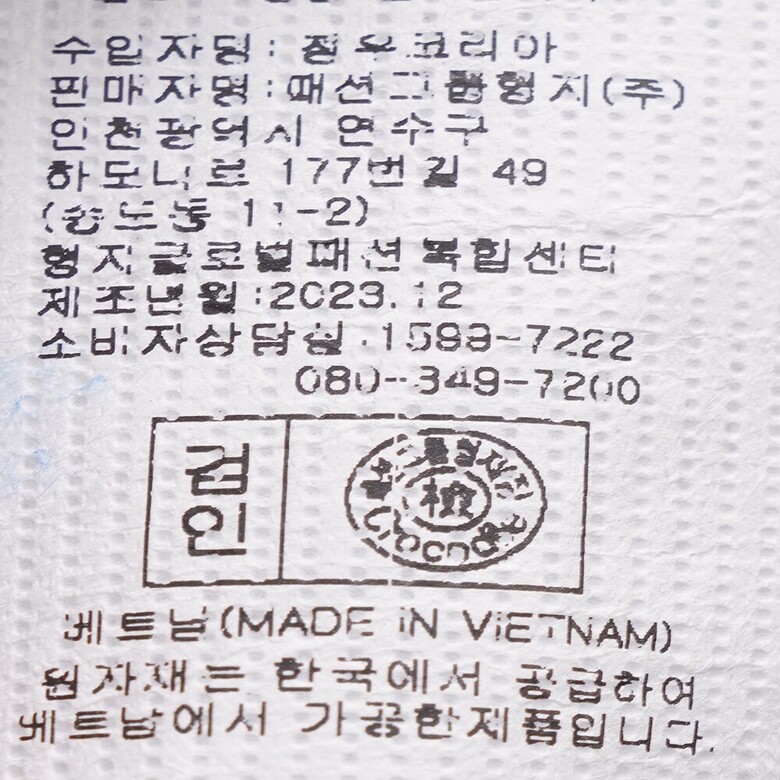 수입자명:정우코리아
판매자명:패션그룹형지(주)
인천광역시 연수구
하모니로 177번길 49
(송도동 11-2)
형지글로벌패션복합센터
제조년월:2023.12
소비자상담실:1599-7222
080-349-7200
검인
檢
Crocodile
베트남(MADE iN ViETNAM)
원자재는 한국에서 공급하여
베트남에서 가공한제품입니다.